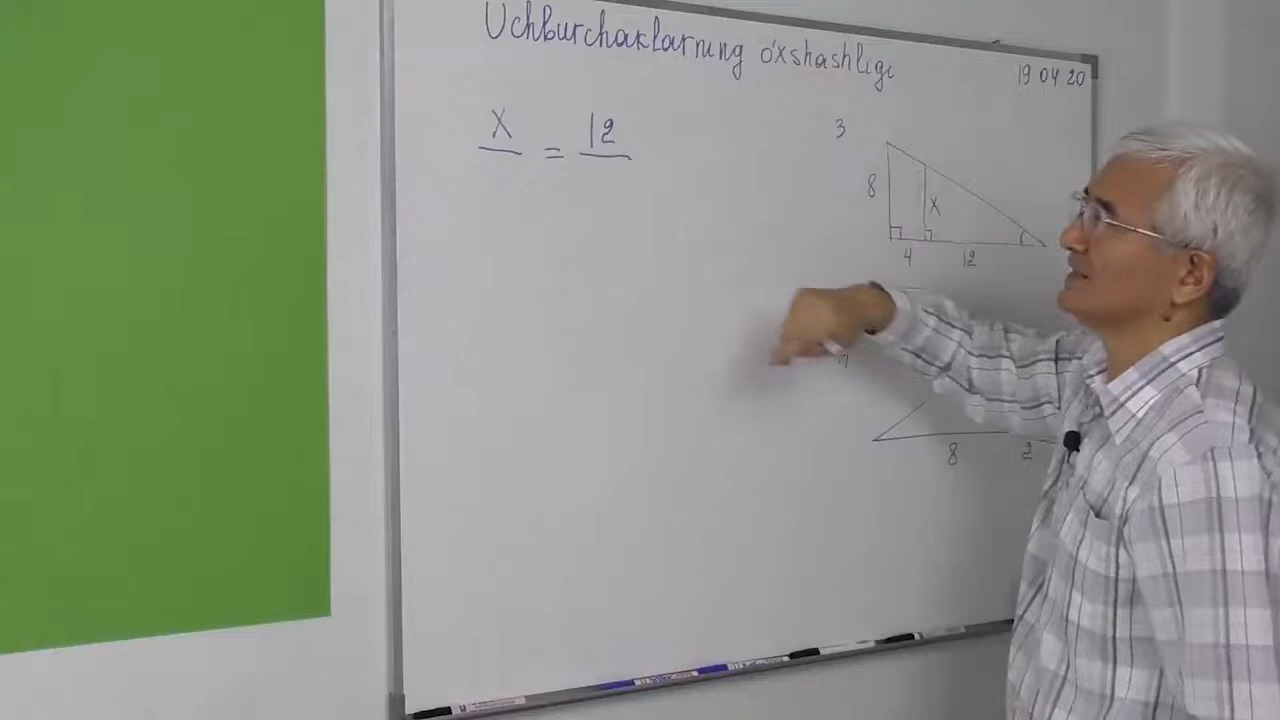 Uchburchaklarning o'xshashligi
19 04 20
x = 12
3
8
x
4 12
8 2